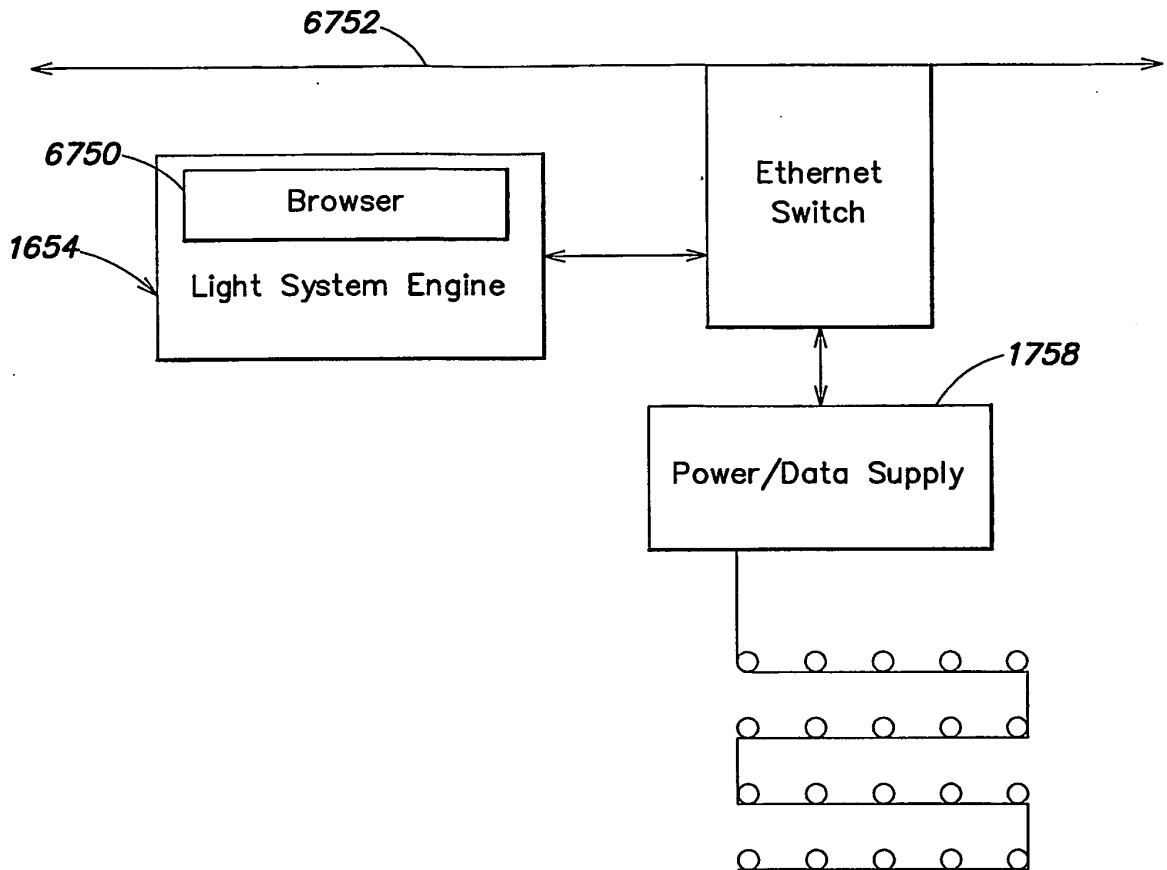 6752
6750
Browser
Ethernet
Switch
1654
Light System Engine
1758
Power/Data Supply